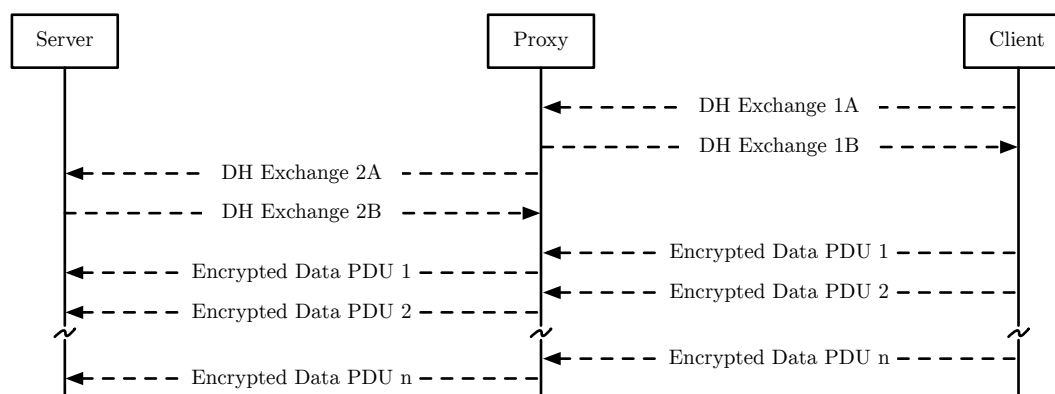 Server
Proxy
Client
DH Exchange 1A
DH Exchange 1B
DH Exchange 2A
DH Exchange 2B
Encrypted Data PDU 1
Encrypted Data PDU 1
Encrypted Data PDU 2
Encrypted Data PDU 2
Encrypted Data PDU n
Encrypted Data PDU n